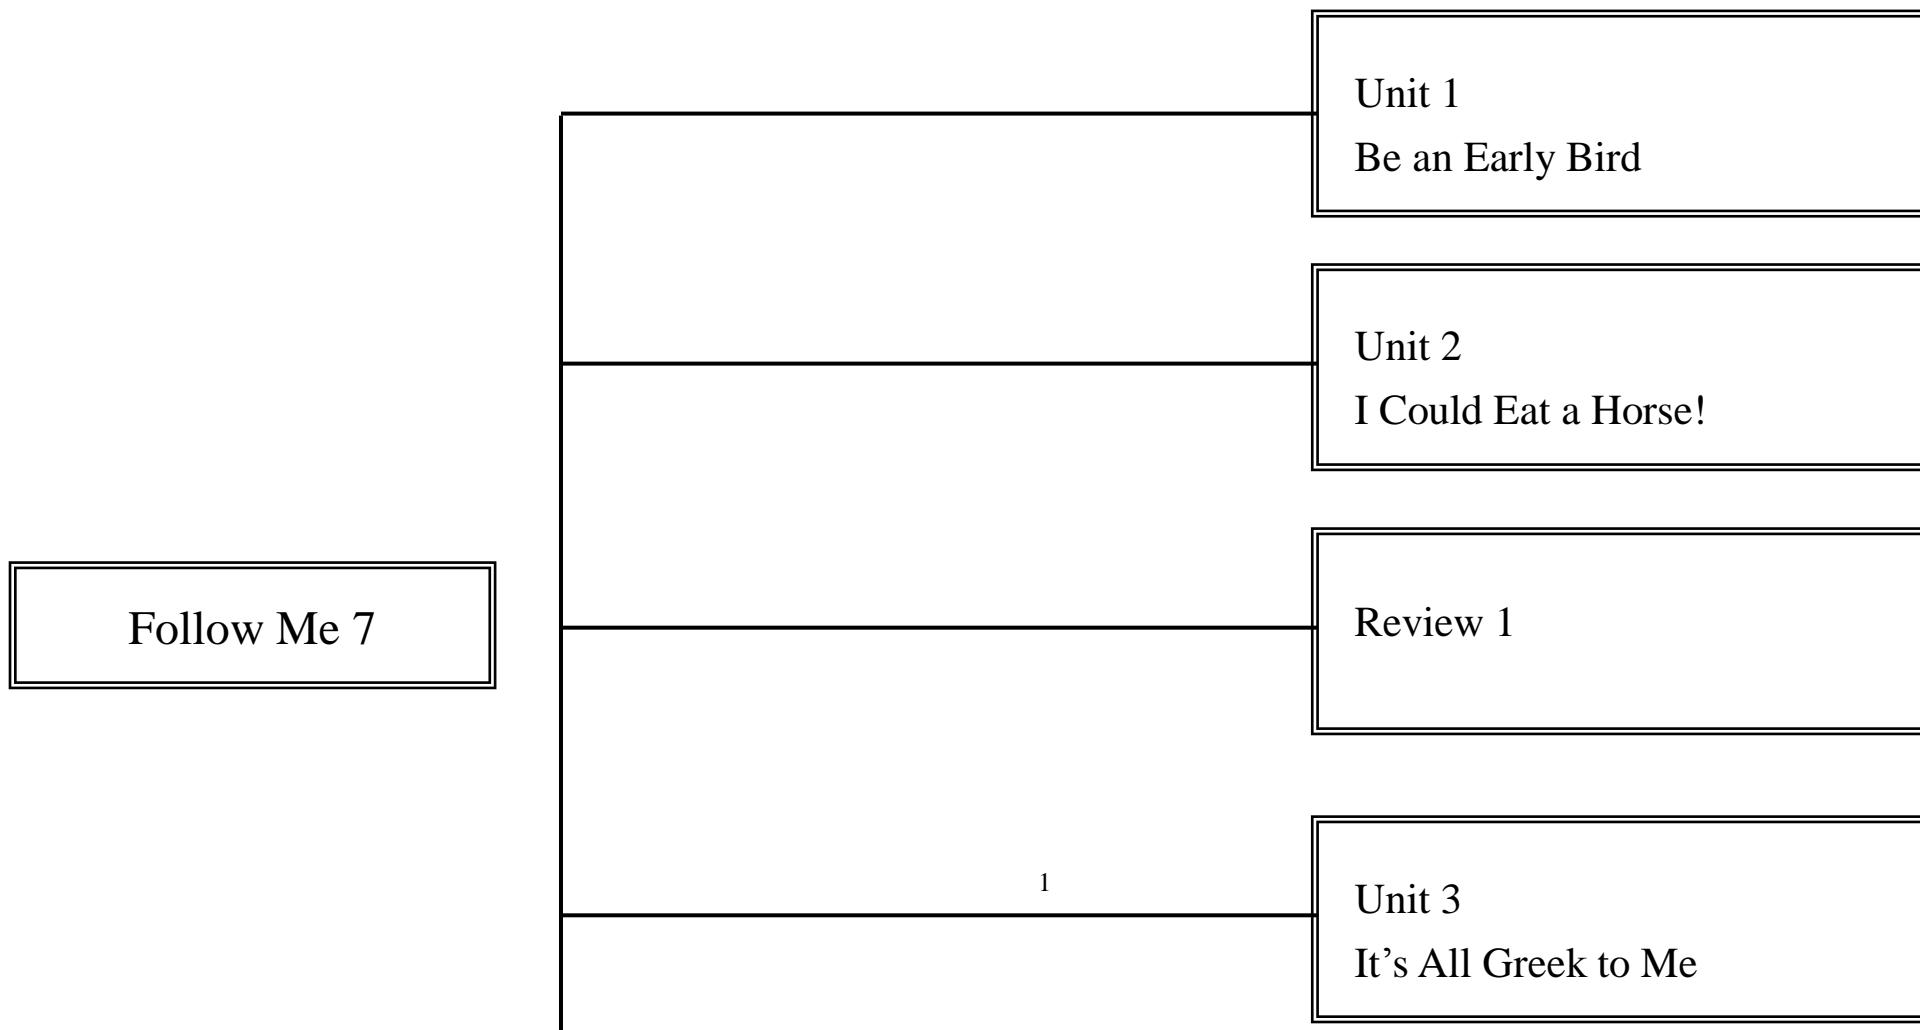 Unit 1
Be an Early Bird
Unit 2
I Could Eat a Horse!
Follow Me 7
Review 1
1
Unit 3
It’s All Greek to Me